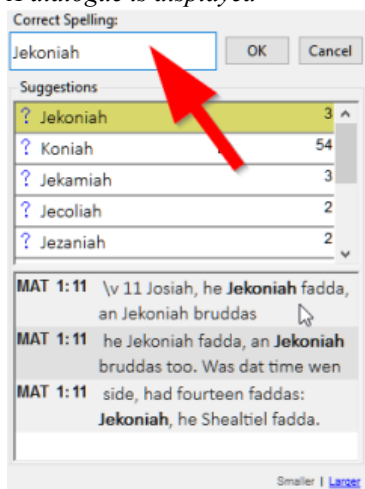 A dialogue is displayed
Correct Spelling:
Jekoniah
OK Cancel
Suggestions
? Jekoniah 3
? Koniah 54
? Jekamiah 3
? Jecoliah 2
? Jezaniah 2
MAT 1:11 \v 11 Josiah, he Jekoniah fadda,
an Jekoniah bruddas
MAT 1:11 he Jekoniah fadda, an Jekoniah
bruddas too. Was dat time wen
MAT 1:11 side, had fourteen faddas:
Jekoniah, he Shealtiel fadda.
Smaller | Larger